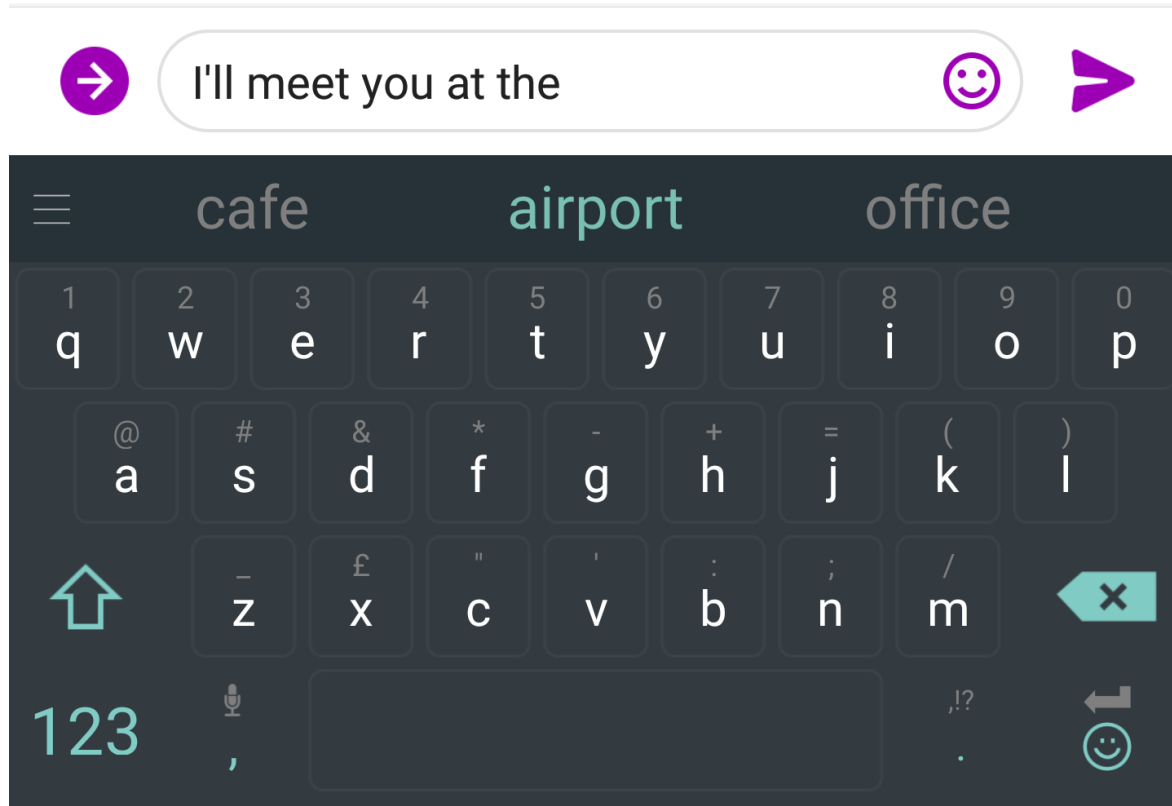 I'll meet you at the
cafe airport office
1 2 3 4 5 6 7 8 9 0
q w e r t y u i o p
@ # & * - + = ( )
a s d f g h j k l
_ £ " ' : ; /
z x c v b n m
,!?
123 , .